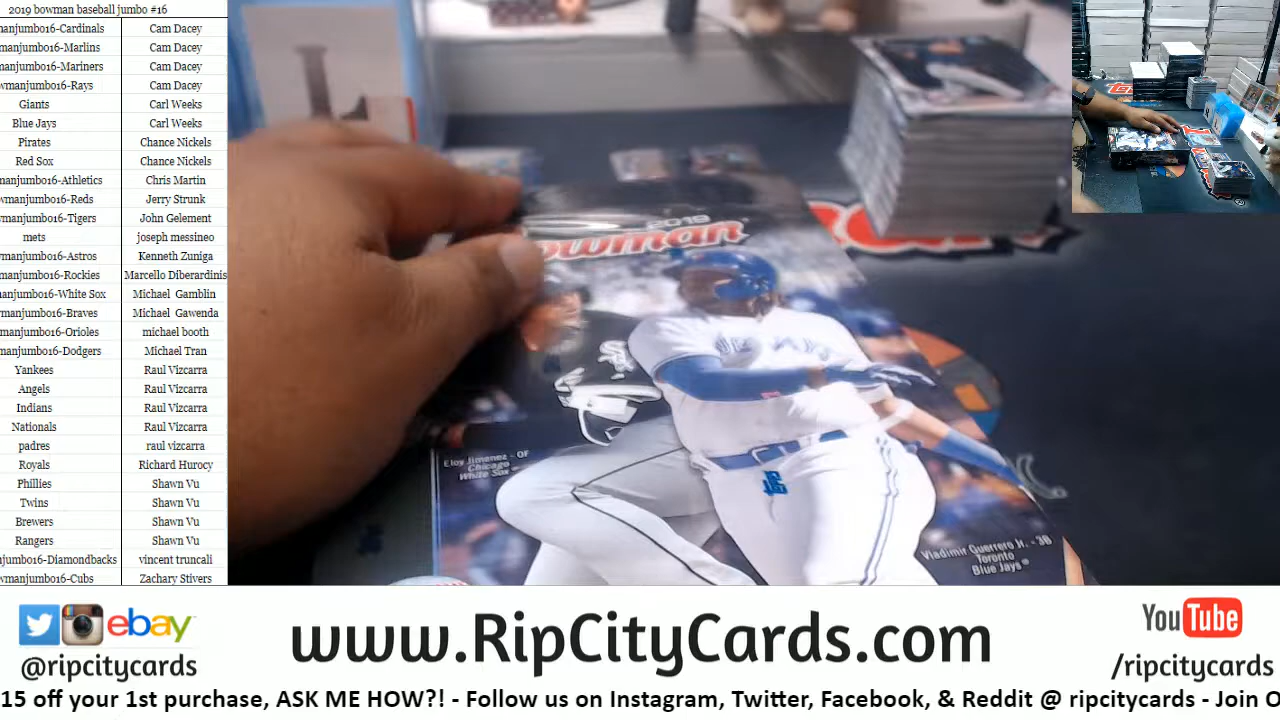 2019 bowman baseball jumbo #16
manjumbo16-Cardinals Cam Dacey
manjumbo16-Marlins Cam Dacey
manjumbo16-Mariners Cam Dacey
wmanjumbo16-Rays Cam Dacey
Giants Carl Weeks
Blue Jays Carl Weeks
Pirates Chance Nickels
Red Sox Chance Nickels
manjumbo16-Athletics Chris Martin
wmanjumbo16-Reds Jerry Strunk
wmanjumbo16-Tigers John Gelement
mets joseph messineo
wmanjumbo16-Astros Kenneth Zuniga
manjumbo16-Rockies Marcello Diberardinis
anjumbo16-White Sox Michael Gamblin
manjumbo16-Braves Michael Gawenda
manjumbo16-Orioles michael booth
manjumbo16-Dodgers Michael Tran
Yankees Raul Vizcarra
Angels Raul Vizcarra
Indians Raul Vizcarra
Nationals Raul Vizcarra
padres raul vizcarra
Royals Richard Hurocy
Phillies Shawn Vu
Twins Shawn Vu
Brewers Shawn Vu
Rangers Shawn Vu
njumbo16-Diamondbacks vincent truncali
wmanjumbo16-Cubs Zachary Stivers
2019
owman
Eloy Jimenez - OF
Chicago
White Sox
Vladimir Guerrero Jr. - 3B
Toronto
Blue Jays
ebay
@ripcitycards
www.RipCityCards.com
YouTube
/ripcitycards
15 off your 1st purchase, ASK ME HOW?! - Follow us on Instagram, Twitter, Facebook, & Reddit @ ripcitycards - Join O